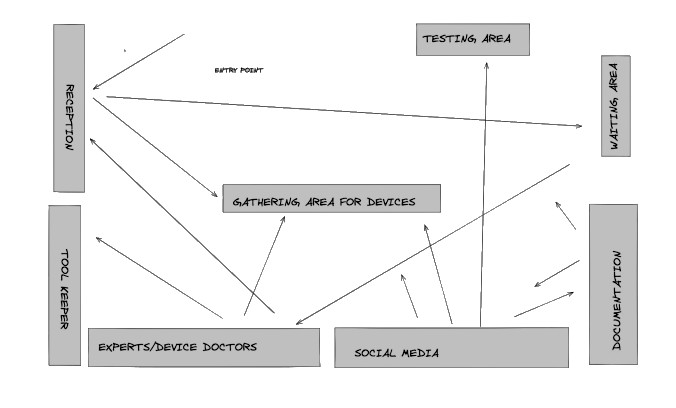 TESTING AREA
ENTRY POINT
RECEPTION
WAITING AREA
GATHERING AREA FOR DEVICES
TOOL KEEPER
DOCUMENTATION
EXPERTS/DEVICE DOCTORS
SOCIAL MEDIA